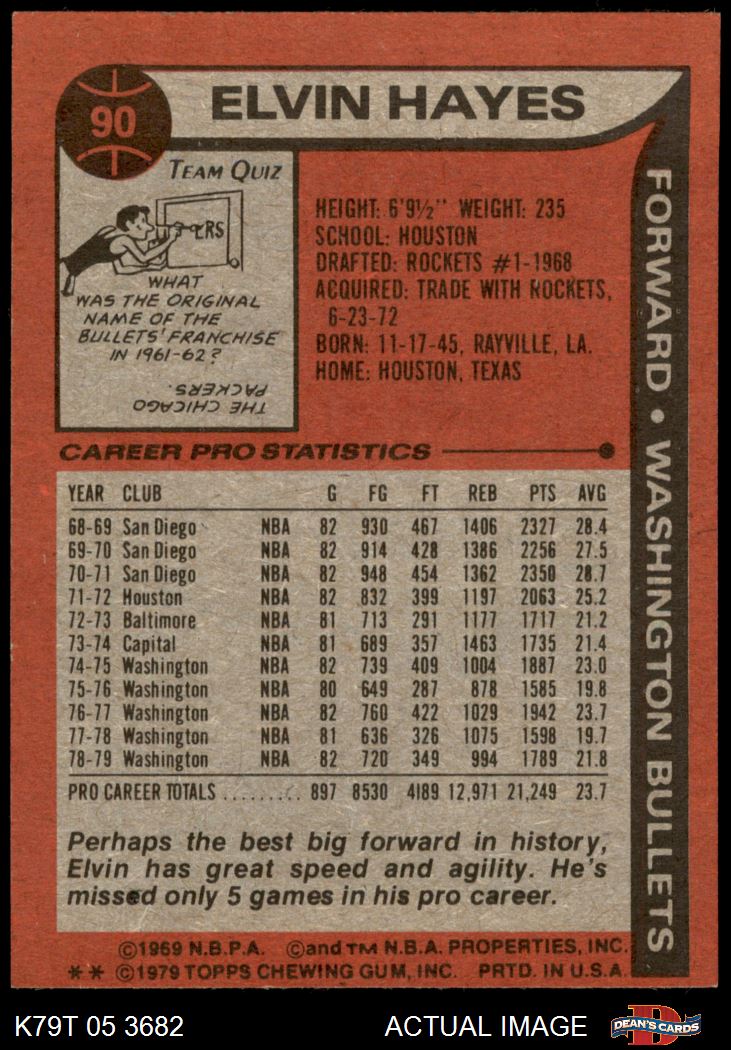 90
ELVIN HAYES
TEAM QUIZ
ERS
WHAT
WAS THE ORIGINAL
NAME OF THE
BULLETS' FRANCHISE
IN 1961-62?
THE CHICAGO
PACKERS.
HEIGHT: 6'9½" WEIGHT: 235
SCHOOL: HOUSTON
DRAFTED: ROCKETS #1-1968
ACQUIRED: TRADE WITH ROCKETS,
6-23-72
BORN: 11-17-45, RAYVILLE, LA.
HOME: HOUSTON, TEXAS
FORWARD • WASHINGTON BULLETS
CAREER PRO STATISTICS
YEAR CLUB G FG FT REB PTS AVG
68-69 San Diego NBA 82 930 467 1406 2327 28.4
69-70 San Diego NBA 82 914 428 1386 2256 27.5
70-71 San Diego NBA 82 948 454 1362 2350 28.7
71-72 Houston NBA 82 832 399 1197 2063 25.2
72-73 Baltimore NBA 81 713 291 1177 1717 21.2
73-74 Capital NBA 81 689 357 1463 1735 21.4
74-75 Washington NBA 82 739 409 1004 1887 23.0
75-76 Washington NBA 80 649 287 878 1585 19.8
76-77 Washington NBA 82 760 422 1029 1942 23.7
77-78 Washington NBA 81 636 326 1075 1598 19.7
78-79 Washington NBA 82 720 349 994 1789 21.8
PRO CAREER TOTALS .......... 897 8530 4189 12,971 21,249 23.7
Perhaps the best big forward in history,
Elvin has great speed and agility. He's
missed only 5 games in his pro career.
©1969 N.B.P.A. ©and TM N.B.A. PROPERTIES, INC.
** ©1979 TOPPS CHEWING GUM, INC. PRTD. IN U.S.A.
K79T 05 3682 ACTUAL IMAGE
D
DEAN'S CARDS